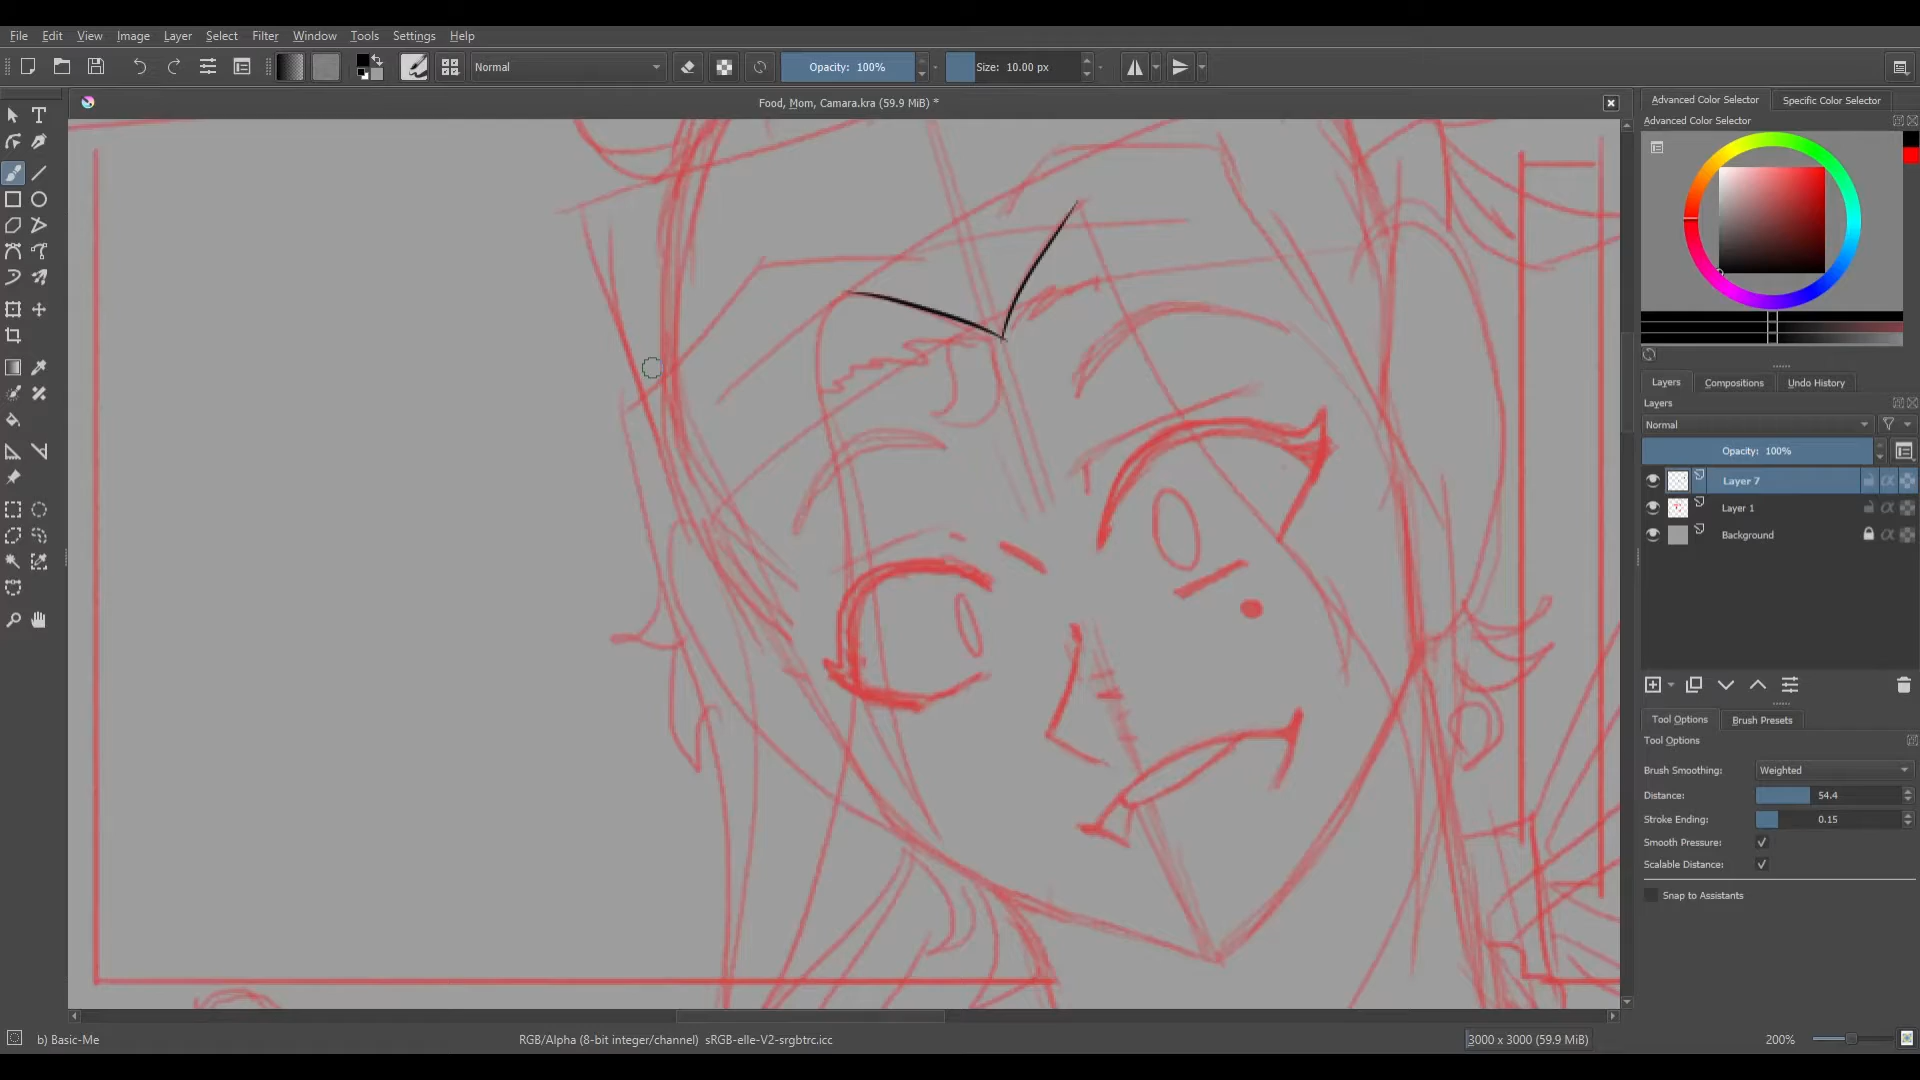 File Edit View Image Layer Select Filter Tools Settings Window Help
Normal
Opacity: 100%
Size: 10.00 px
Food, Mom, Camara.kra (59.9 MiB) *
Advanced Color Selector
Specific Color Selector
Advanced Color Selector
Layers
Compositions
Undo History
Layers
Normal
Opacity: 100%
Layer 7
Layer 1
Background
Tool Options
Brush Presets
Tool Options
Brush Smoothing: Weighted
Distance: 54.4
Stroke Ending: 0.15
Smooth Pressure:
Scalable Distance:
Snap to Assistants
b) Basic-Me
RGB/Alpha (8-bit integer/channel) sRGB-elle-V2-srgbtrc.icc
3000 x 3000 (59.9 MiB)
200%